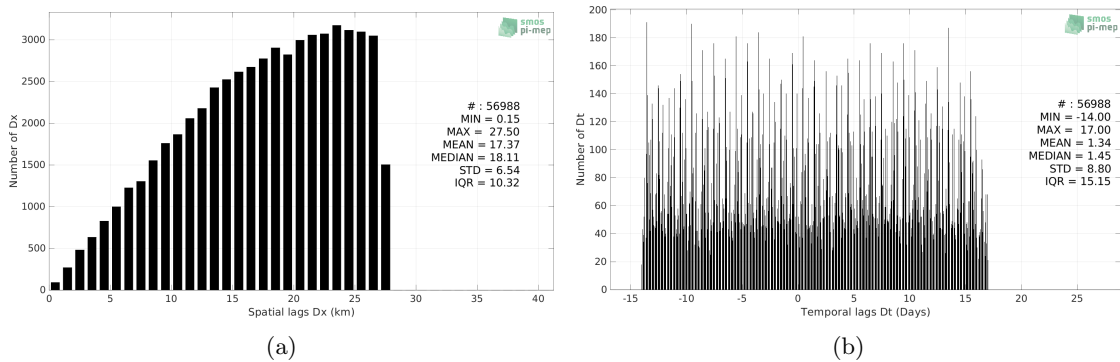 smos
pi-mep
3000
2500
2000
1500
1000
500
0
Number of Dx
# : 56988
MIN = 0.15
MAX = 27.50
MEAN = 17.37
MEDIAN = 18.11
STD = 6.54
IQR = 10.32
0 5 10 15 20 25 30 35 40
Spatial lags Dx (km)
(a)
smos
pi-mep
200
180
160
140
120
100
80
60
40
20
0
Number of Dt
# : 56988
MIN = -14.00
MAX = 17.00
MEAN = 1.34
MEDIAN = 1.45
STD = 8.80
IQR = 15.15
-15 -10 -5 0 5 10 15 20 25
Temporal lags Dt (Days)
(b)